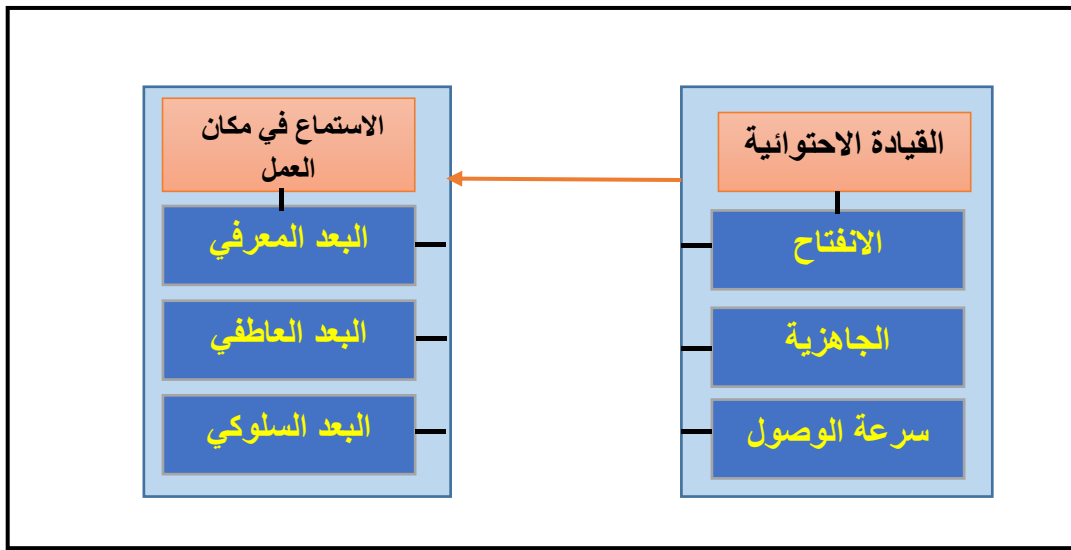 القيادة الاحتوائية
الانفتاح
الجاهزية
سرعة الوصول
الاستماع في مكان
العمل
البعد المعرفي
البعد العاطفي
البعد السلوكي